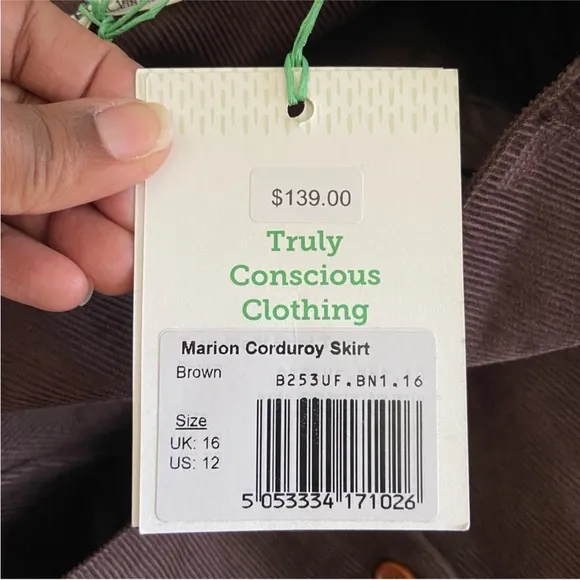 $139.00
Truly
Conscious
Clothing
Marion Corduroy Skirt
Brown
B253UF.BN1.16
Size
UK: 16
US: 12
5 053334 171026